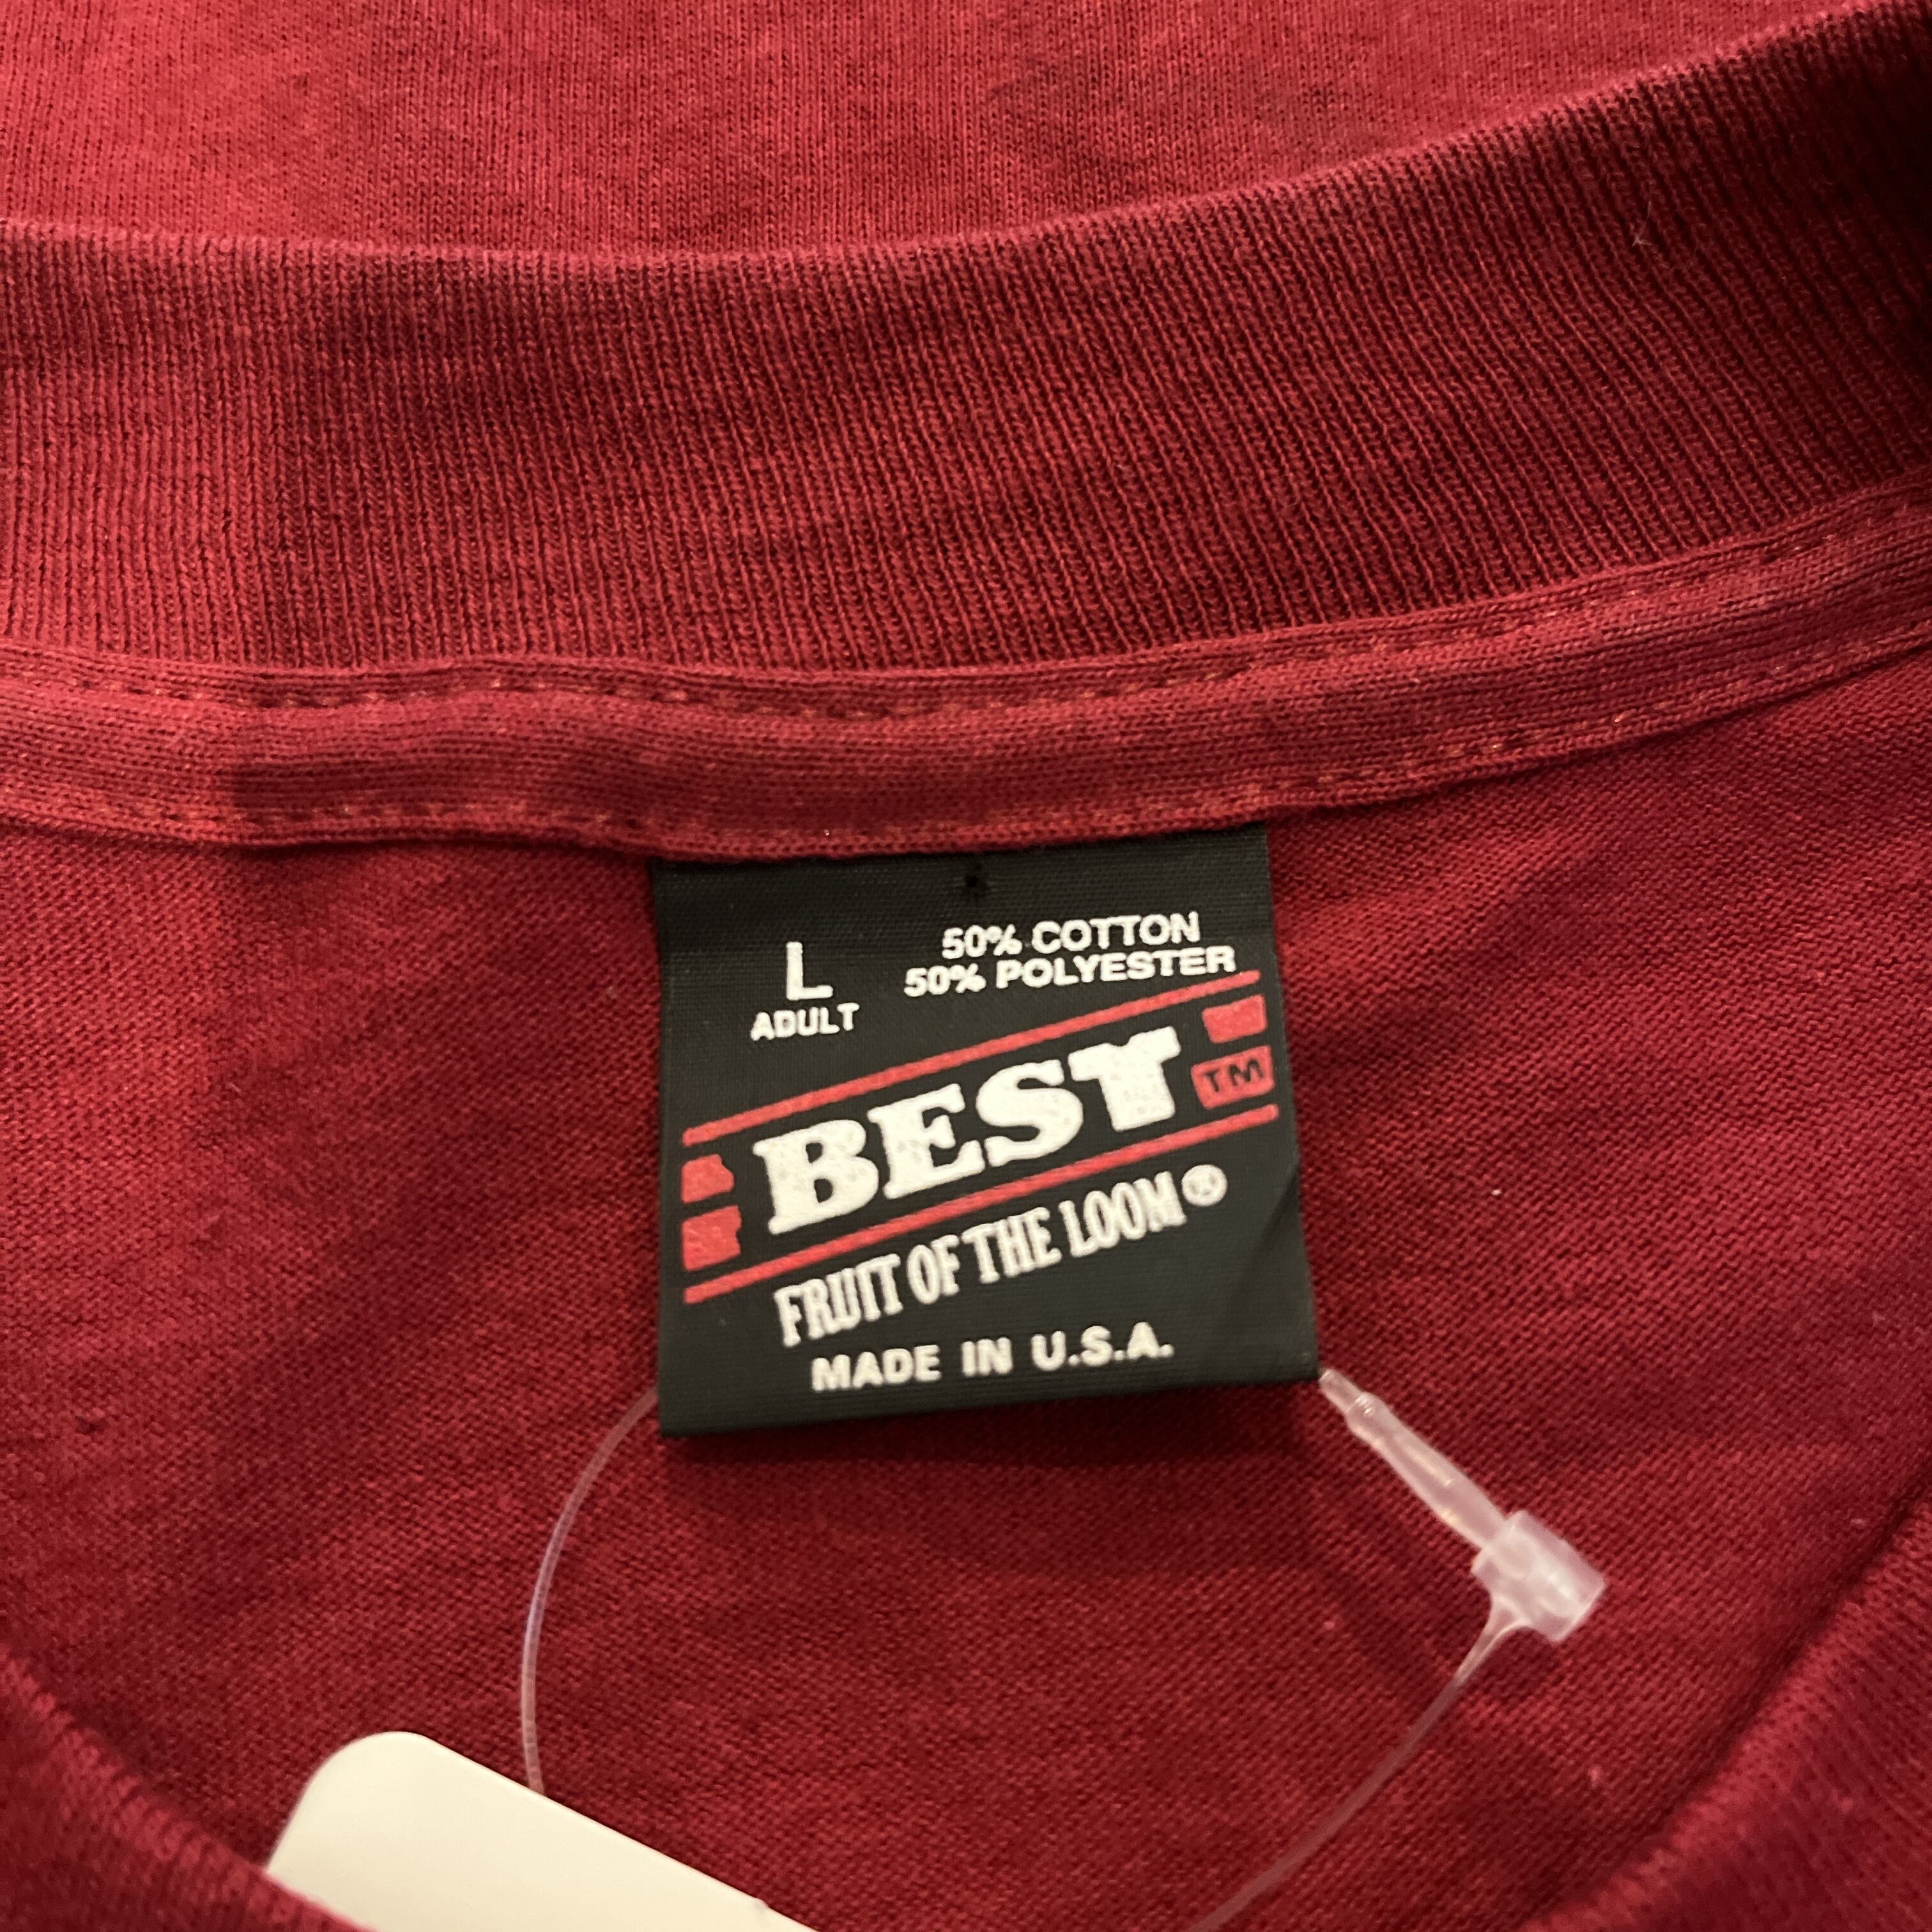 L
ADULT
50% COTTON
50% POLYESTER
BEST
TM
FRUIT OF THE LOOM®
MADE IN U.S.A.